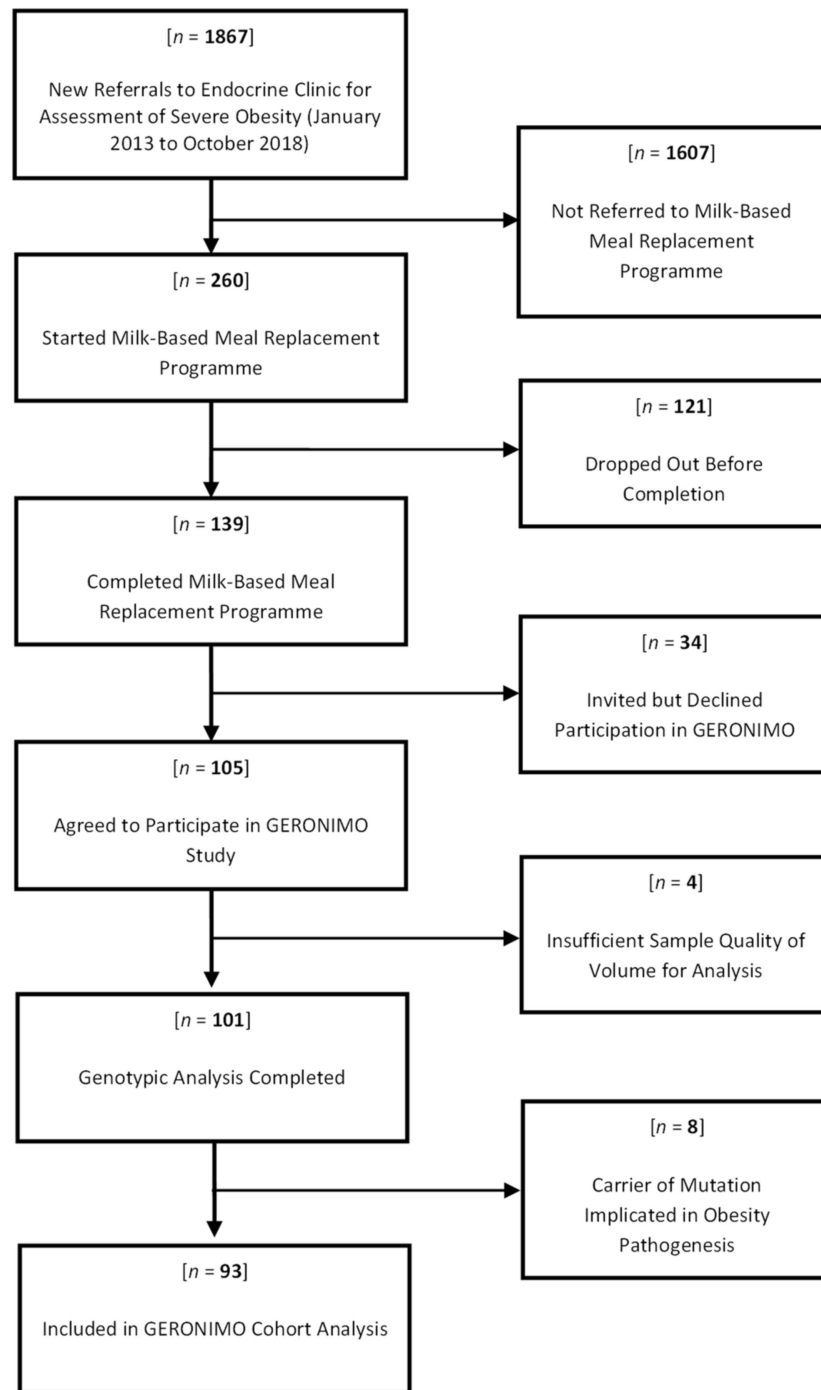 [n = 1867]
New Referrals to Endocrine Clinic for
Assessment of Severe Obesity (January
2013 to October 2018)
[n = 1607]
Not Referred to Milk-Based
Meal Replacement
Programme
[n = 260]
Started Milk-Based Meal Replacement
Programme
[n = 121]
Dropped Out Before
Completion
[n = 139]
Completed Milk-Based Meal
Replacement Programme
[n = 34]
Invited but Declined
Participation in GERONIMO
[n = 105]
Agreed to Participate in GERONIMO
Study
[n = 4]
Insufficient Sample Quality of
Volume for Analysis
[n = 101]
Genotypic Analysis Completed
[n = 8]
Carrier of Mutation
Implicated in Obesity
Pathogenesis
[n = 93]
Included in GERONIMO Cohort Analysis